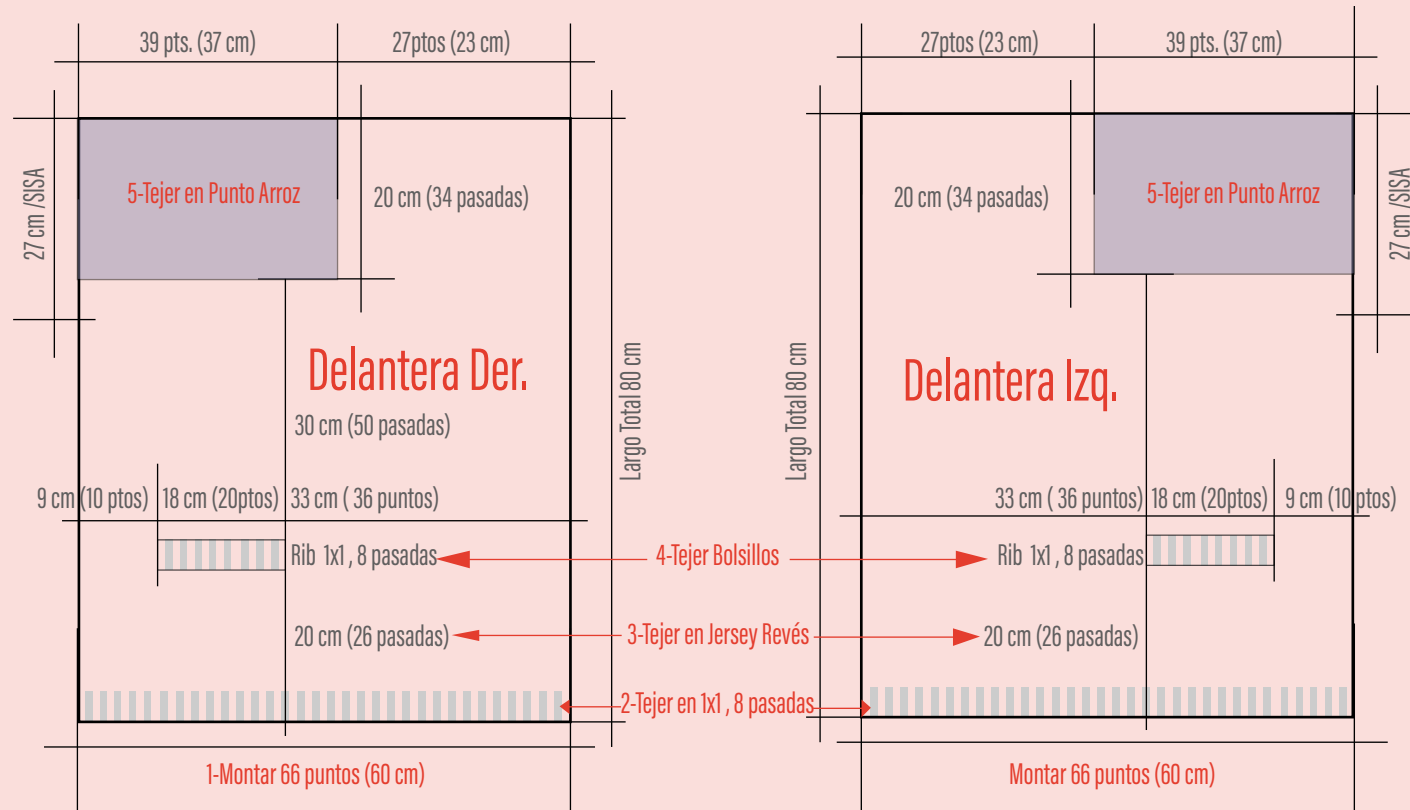 39 pts. (37 cm)
27ptos (23 cm)
27ptos (23 cm)
39 pts. (37 cm)
27 cm /SISA
5-Tejer en Punto Arroz
20 cm (34 pasadas)
20 cm (34 pasadas)
5-Tejer en Punto Arroz
27 cm /SISA
Delantera Der.
Largo Total 80 cm
Largo Total 80 cm
Delantera Izq.
30 cm (50 pasadas)
9 cm (10 ptos)
18 cm (20ptos)
33 cm ( 36 puntos)
33 cm ( 36 puntos)
18 cm (20ptos)
9 cm (10 ptos)
Rib 1x1 , 8 pasadas
4-Tejer Bolsillos
Rib 1x1 , 8 pasadas
20 cm (26 pasadas)
3-Tejer en Jersey Revés
20 cm (26 pasadas)
2-Tejer en 1x1 , 8 pasadas
1-Montar 66 puntos (60 cm)
Montar 66 puntos (60 cm)